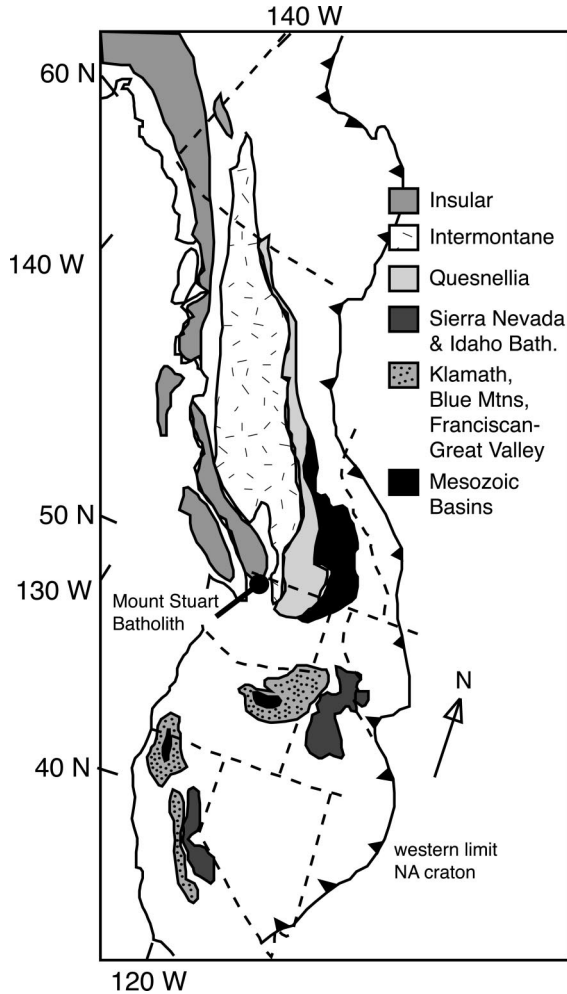 140 W
60 N
140 W
50 N
130 W
Mount Stuart
Batholith
40 N
120 W
Insular
Intermontane
Quesnellia
Sierra Nevada
& Idaho Bath.
Klamath,
Blue Mtns,
Franciscan-
Great Valley
Mesozoic
Basins
N
western limit
NA craton